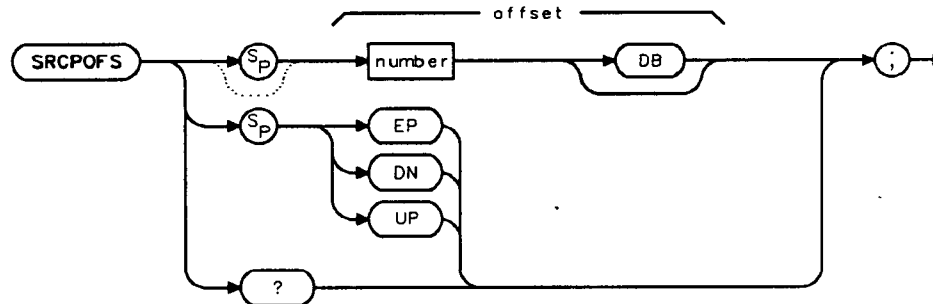 offset
SRCPOFS Sp number DB ;
Sp EP
DN
UP
?